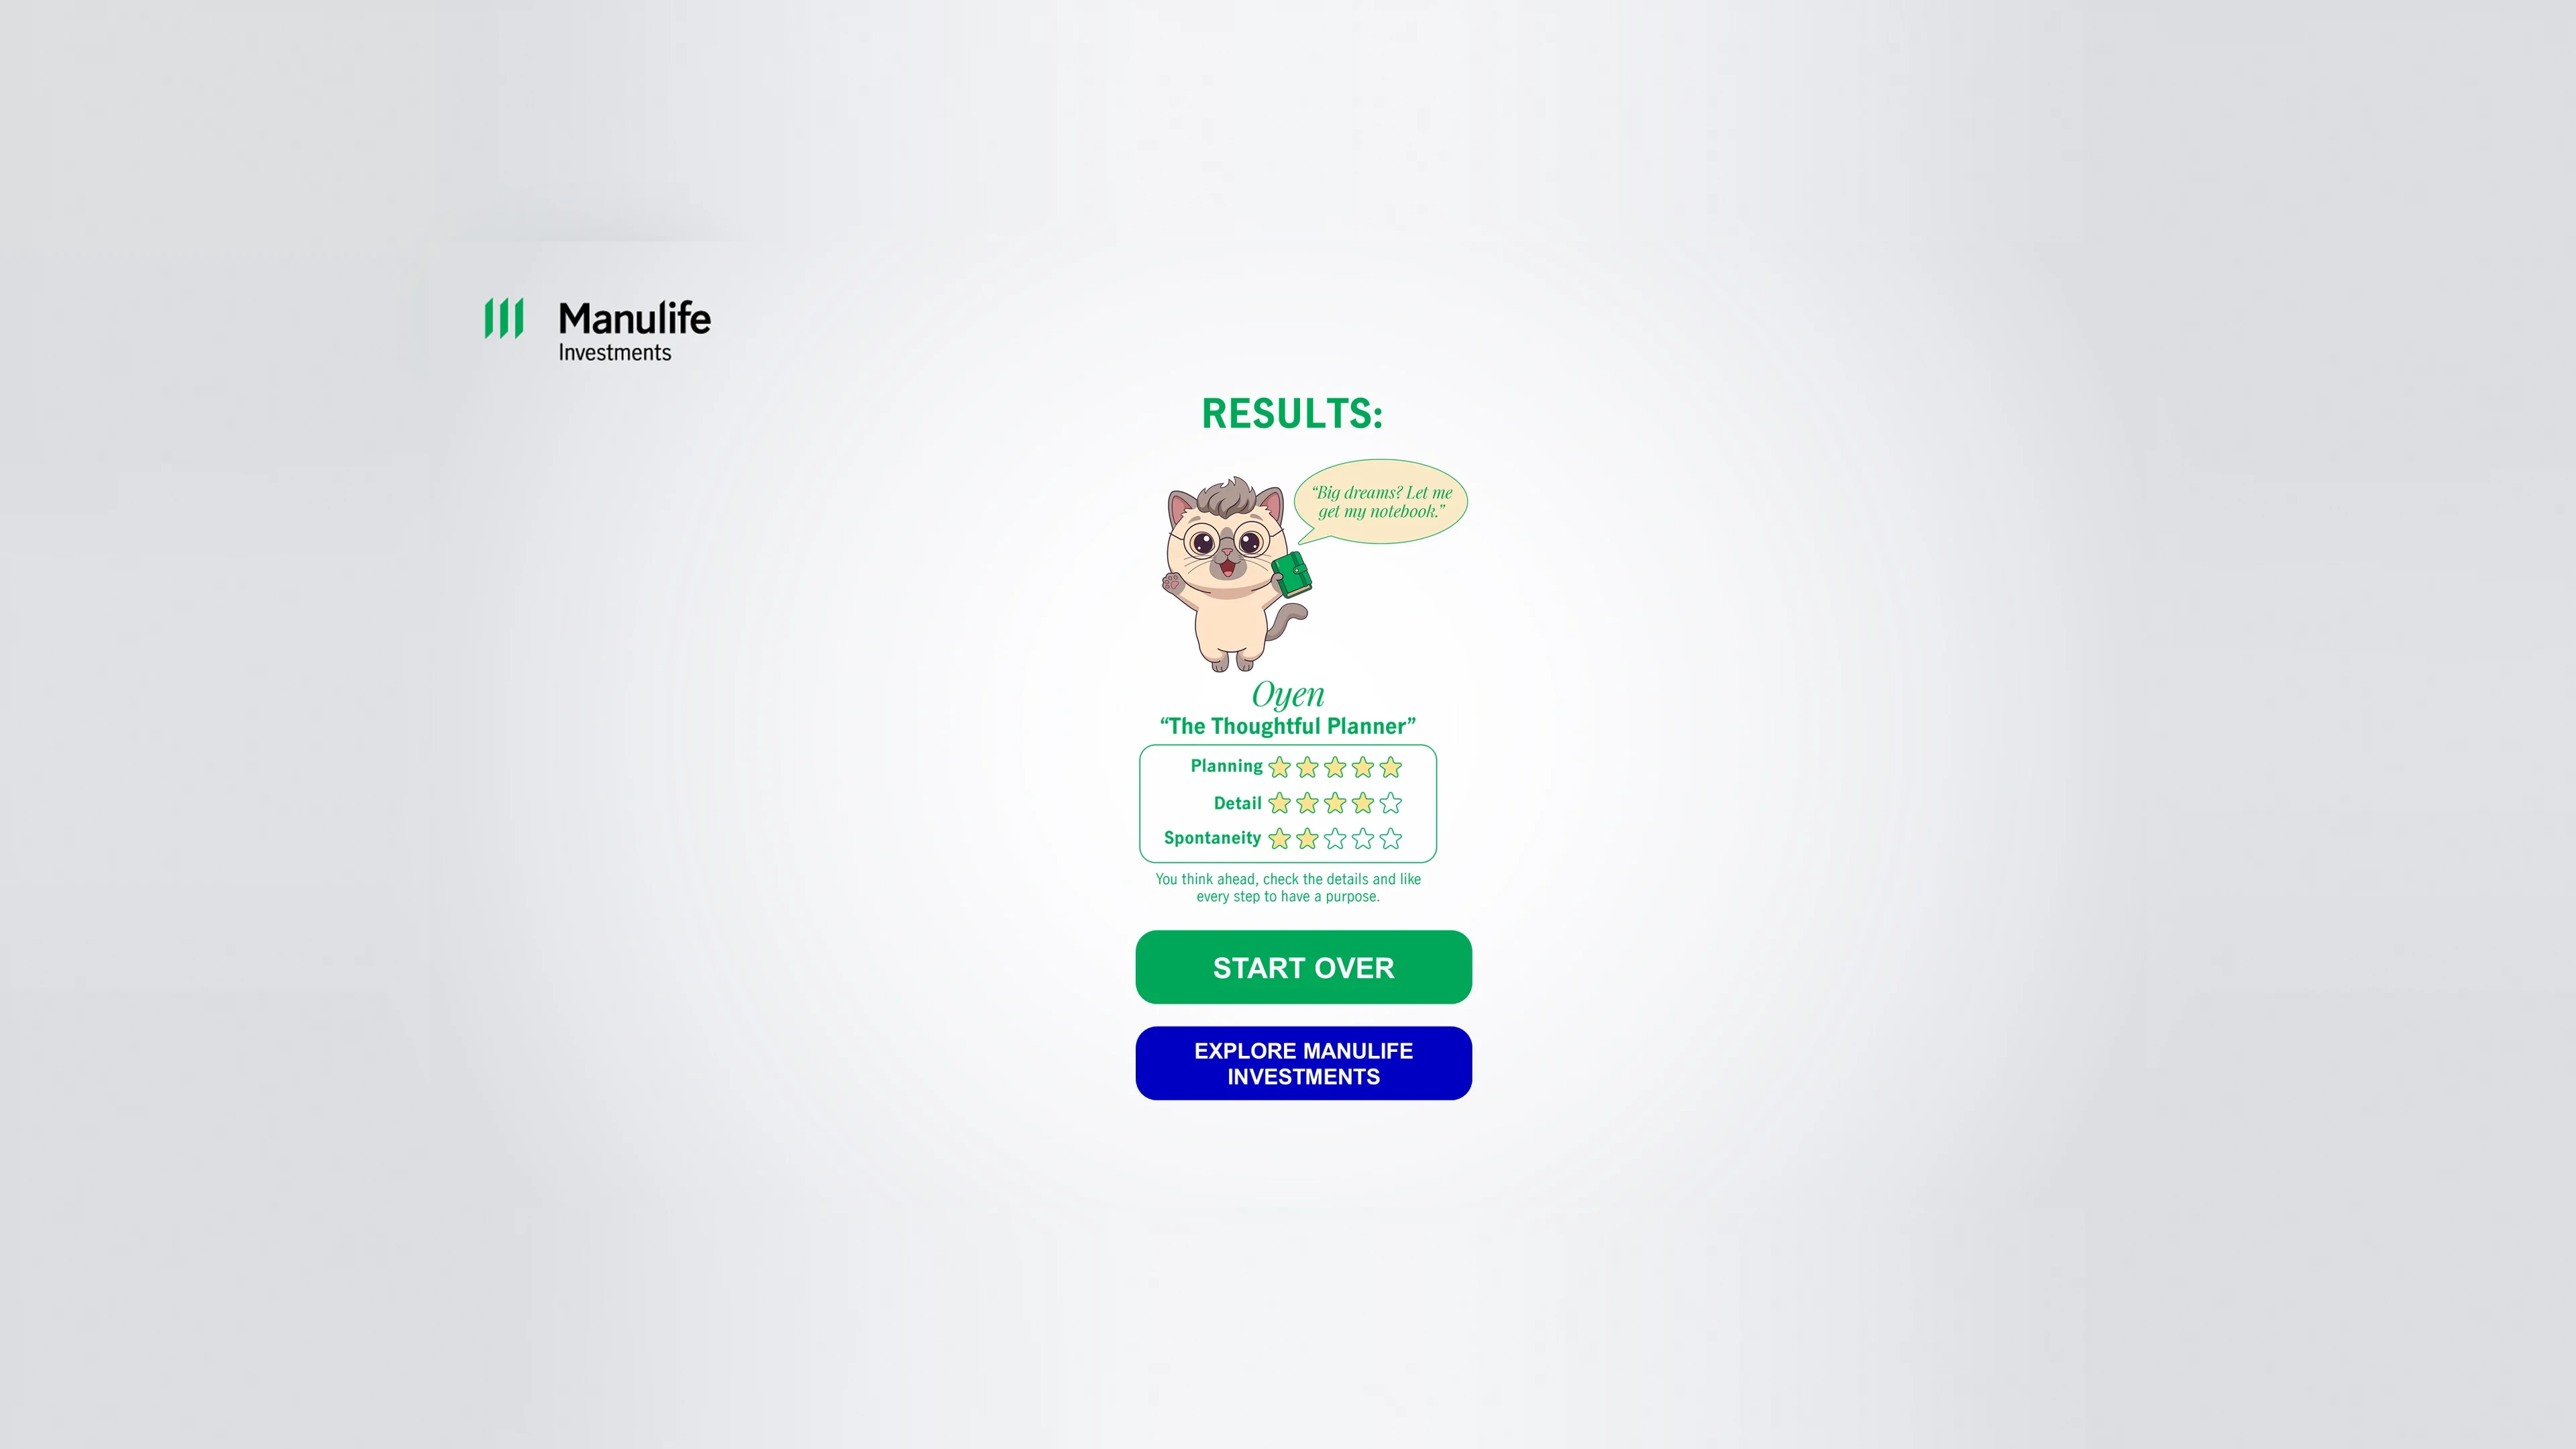 Manulife
Investments
RESULTS:
“Big dreams? Let me
get my notebook.”
Oyen
“The Thoughtful Planner”
Planning
Detail
Spontaneity
You think ahead, check the details and like
every step to have a purpose.
START OVER
EXPLORE MANULIFE
INVESTMENTS